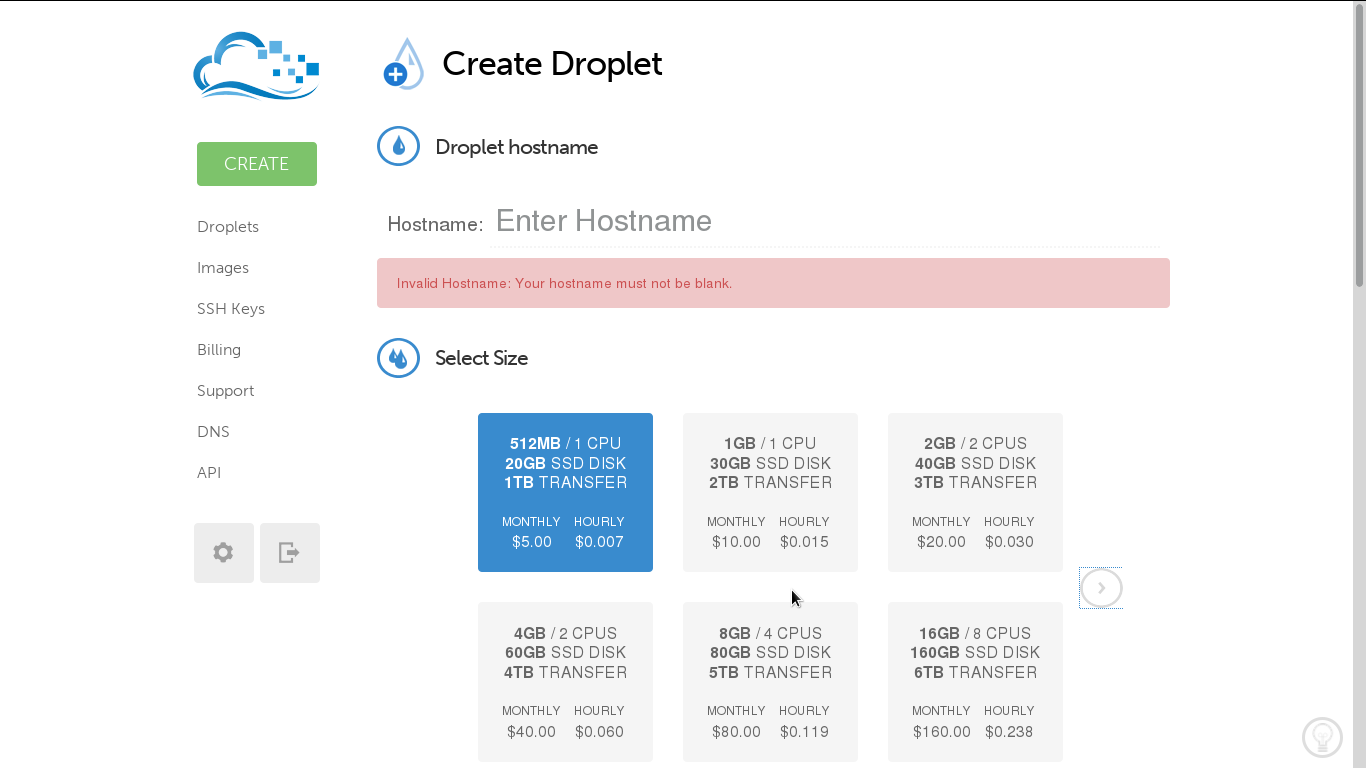 Create Droplet
Droplet hostname
CREATE
Droplets
Images
SSH Keys
Billing
Support
DNS
API
Hostname: Enter Hostname
Invalid Hostname: Your hostname must not be blank.
Select Size
512MB / 1 CPU
20GB SSD DISK
1TB TRANSFER
MONTHLY HOURLY
$5.00 $0.007
1GB / 1 CPU
30GB SSD DISK
2TB TRANSFER
MONTHLY HOURLY
$10.00 $0.015
2GB / 2 CPUS
40GB SSD DISK
3TB TRANSFER
MONTHLY HOURLY
$20.00 $0.030
4GB / 2 CPUS
60GB SSD DISK
4TB TRANSFER
MONTHLY HOURLY
$40.00 $0.060
8GB / 4 CPUS
80GB SSD DISK
5TB TRANSFER
MONTHLY HOURLY
$80.00 $0.119
16GB / 8 CPUS
160GB SSD DISK
6TB TRANSFER
MONTHLY HOURLY
$160.00 $0.238